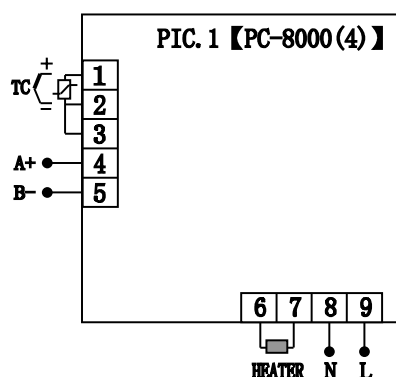 PIC.1【PC-8000(4)】
+
TC
−
1
2
3
A+ 4
B− 5
6 7 8 9
HEATER N L